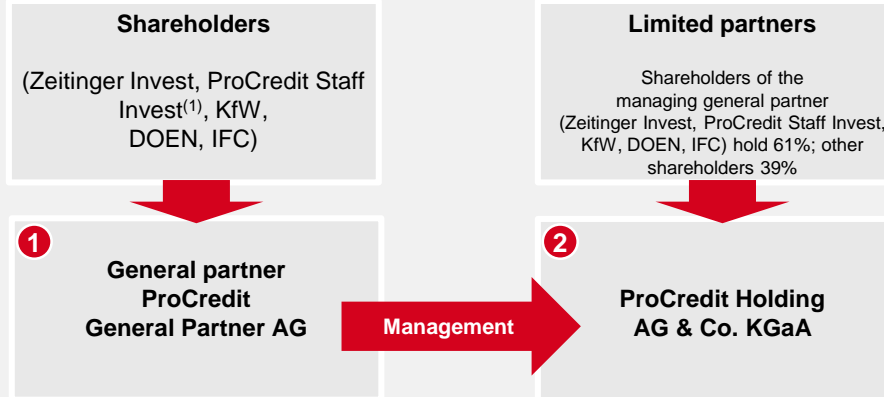 Shareholders
(Zeitinger Invest, ProCredit Staff
Invest(1), KfW,
DOEN, IFC)
Limited partners
Shareholders of the
managing general partner
(Zeitinger Invest, ProCredit Staff Invest,
KfW, DOEN, IFC) hold 61%; other
shareholders 39%
1
General partner
ProCredit
General Partner AG
Management
2
ProCredit Holding
AG & Co. KGaA